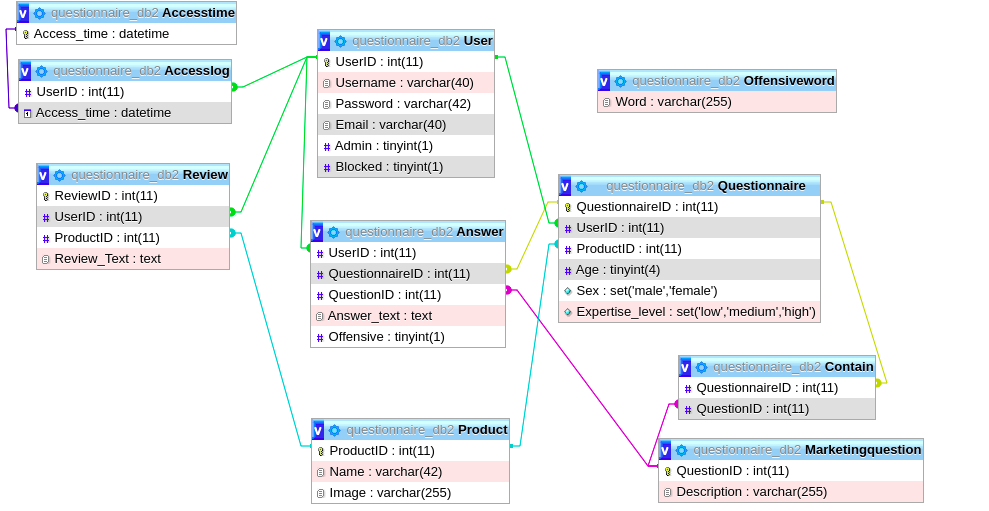 v questionnaire_db2 Accesstime
Access_time : datetime
v questionnaire_db2 Accesslog
# UserID : int(11)
Access_time : datetime
v questionnaire_db2 User
UserID : int(11)
Username : varchar(40)
Password : varchar(42)
Email : varchar(40)
# Admin : tinyint(1)
# Blocked : tinyint(1)
v questionnaire_db2 Offensiveword
Word : varchar(255)
v questionnaire_db2 Review
ReviewID : int(11)
# UserID : int(11)
# ProductID : int(11)
Review_Text : text
v questionnaire_db2 Answer
# UserID : int(11)
# QuestionnaireID : int(11)
# QuestionID : int(11)
Answer_text : text
# Offensive : tinyint(1)
v questionnaire_db2 Questionnaire
QuestionnaireID : int(11)
# UserID : int(11)
# ProductID : int(11)
# Age : tinyint(4)
Sex : set('male','female')
Expertise_level : set('low','medium','high')
v questionnaire_db2 Contain
# QuestionnaireID : int(11)
# QuestionID : int(11)
v questionnaire_db2 Product
ProductID : int(11)
Name : varchar(42)
Image : varchar(255)
v questionnaire_db2 Marketingquestion
QuestionID : int(11)
Description : varchar(255)